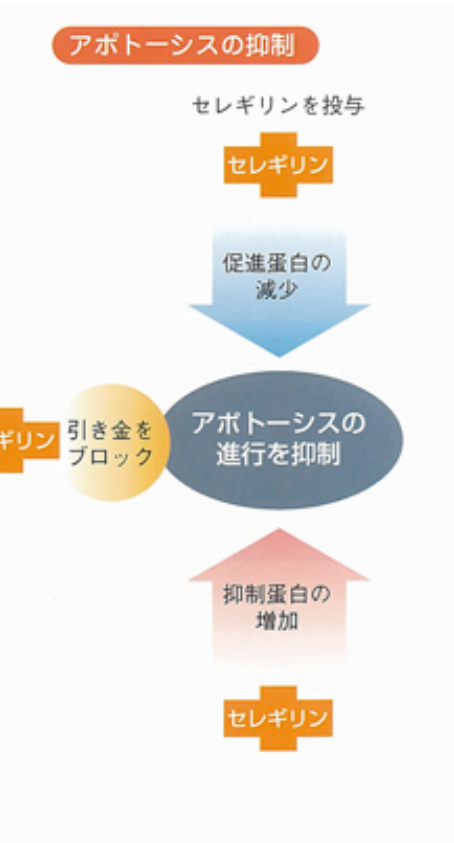 アポトーシスの抑制
セレギリンを投与
セレギリン
促進蛋白の
減少
ギリン
引き金を
ブロック
アポトーシスの
進行を抑制
抑制蛋白の
増加
セレギリン